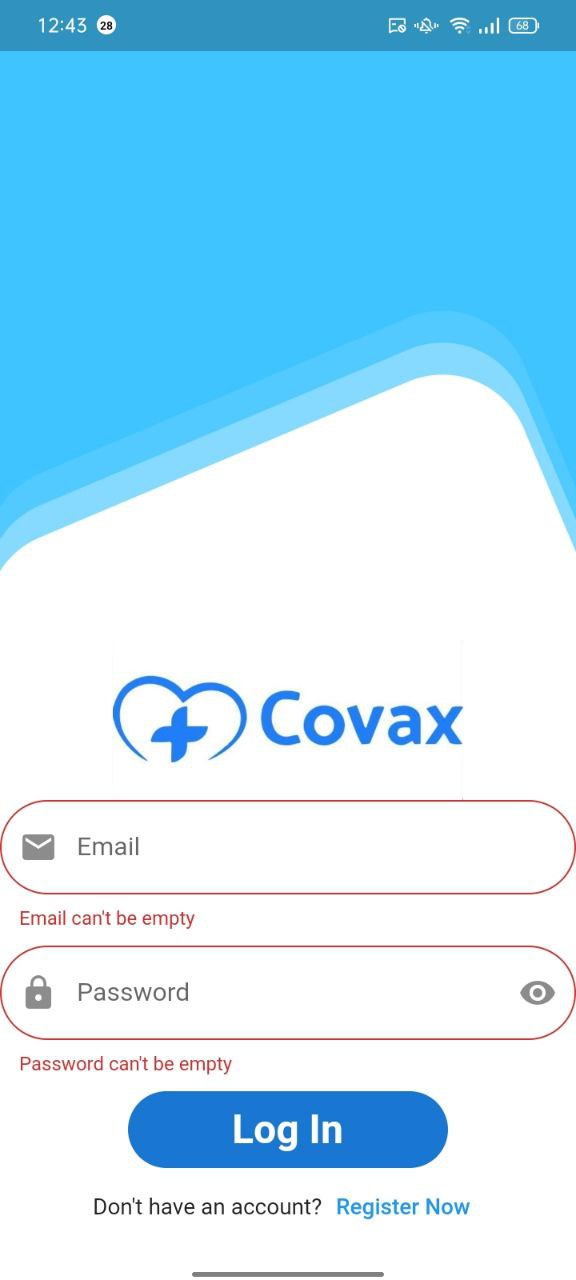 12:43 28 68
Covax
Email
Email can't be empty
Password
Password can't be empty
Log In
Don't have an account? Register Now